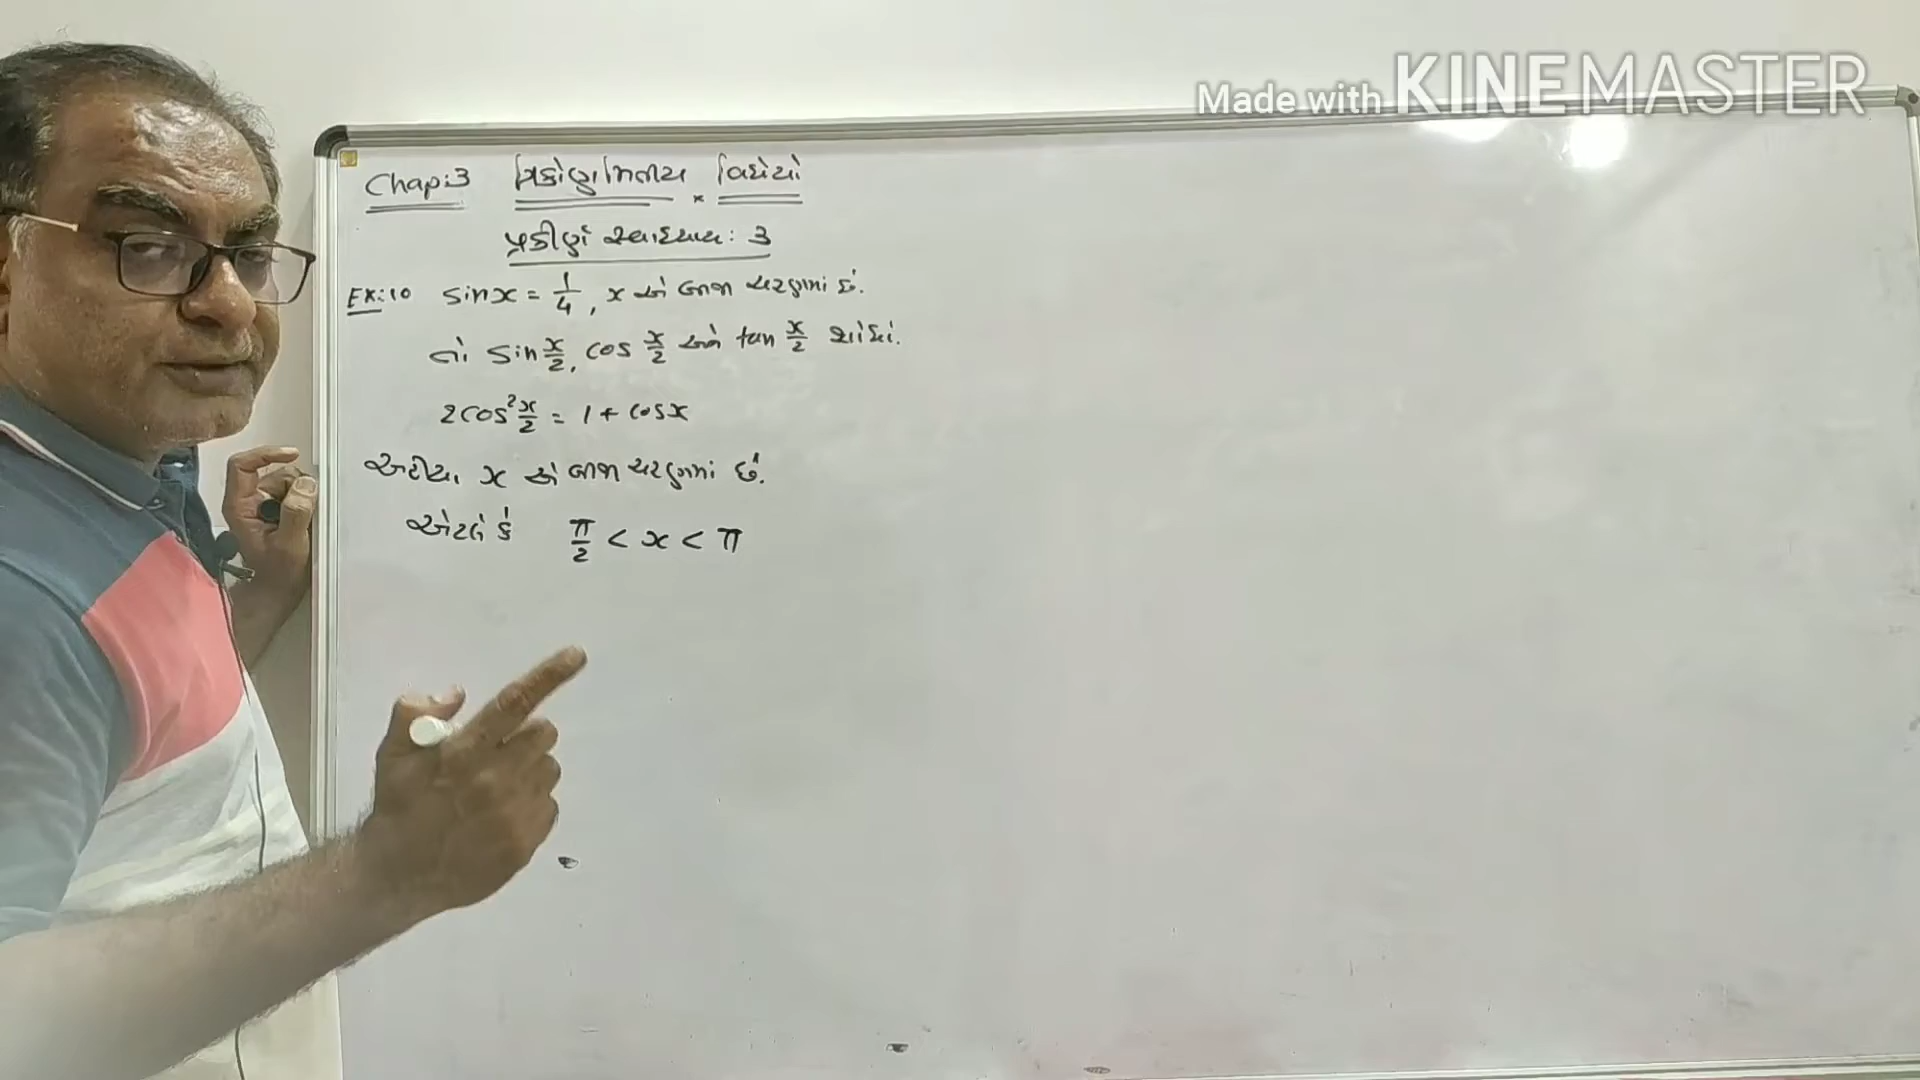 Made with KINEMASTER
Chap:3 ત્રિકોણમિતીય વિધેયો
પ્રકીર્ણ સ્વાધ્યાય: 3
Ex:10 sinx = 1/4, x એ બીજા ચરણમાં છે.
તો sin x/2, cos x/2 અને tan x/2 શોધો.
2cos² x/2 = 1 + cosx
અહીંયા x એ બીજા ચરણમાં છે.
એટલે કે π/2 < x < π